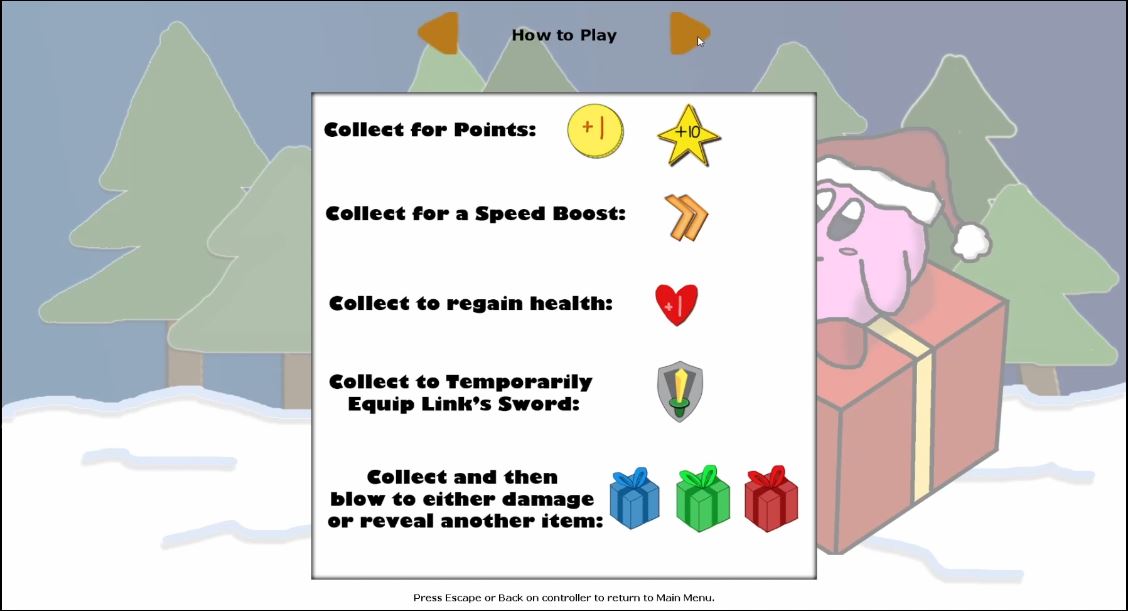 How to Play
Collect for Points:
+1
+10
Collect for a Speed Boost:
Collect to regain health:
+1
Collect to Temporarily
Equip Link's Sword:
Collect and then
blow to either damage
or reveal another item:
Press Escape or Back on controller to return to Main Menu.